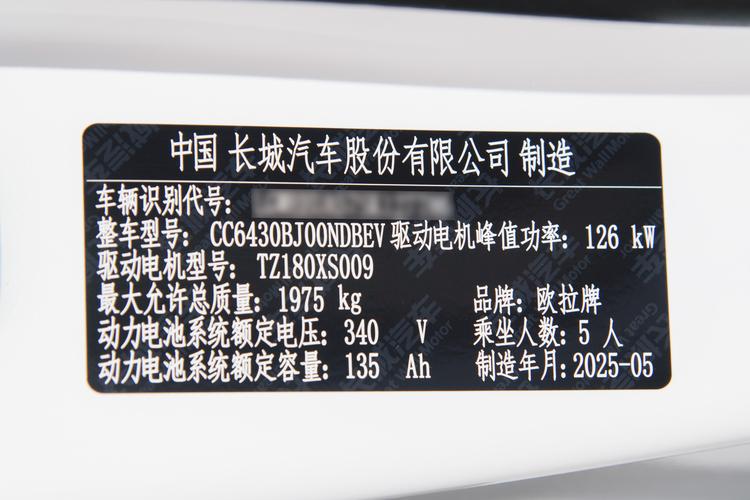 中国 长城汽车股份有限公司 制造
车辆识别代号:
整车型号: CC6430BJ00NDBEV 驱动电机峰值功率: 126 kW
驱动电机型号: TZ180XS009
最大允许总质量: 1975 kg 品牌: 欧拉牌
动力电池系统额定电压: 340 V 乘坐人数: 5 人
动力电池系统额定容量: 135 Ah 制造年月: 2025-05